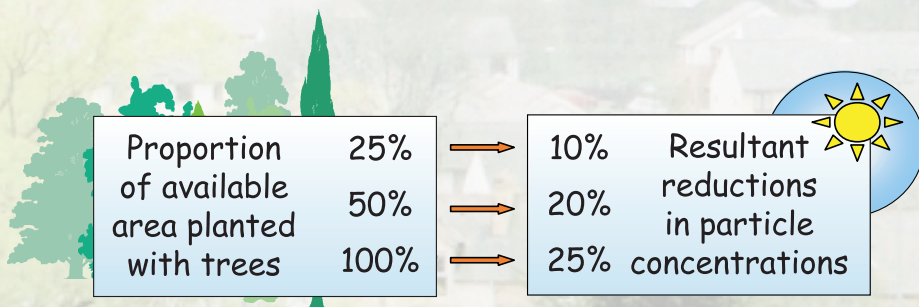 Proportion
of available
area planted
with trees
25%
50%
100%
10%
20%
25%
Resultant
reductions
in particle
concentrations